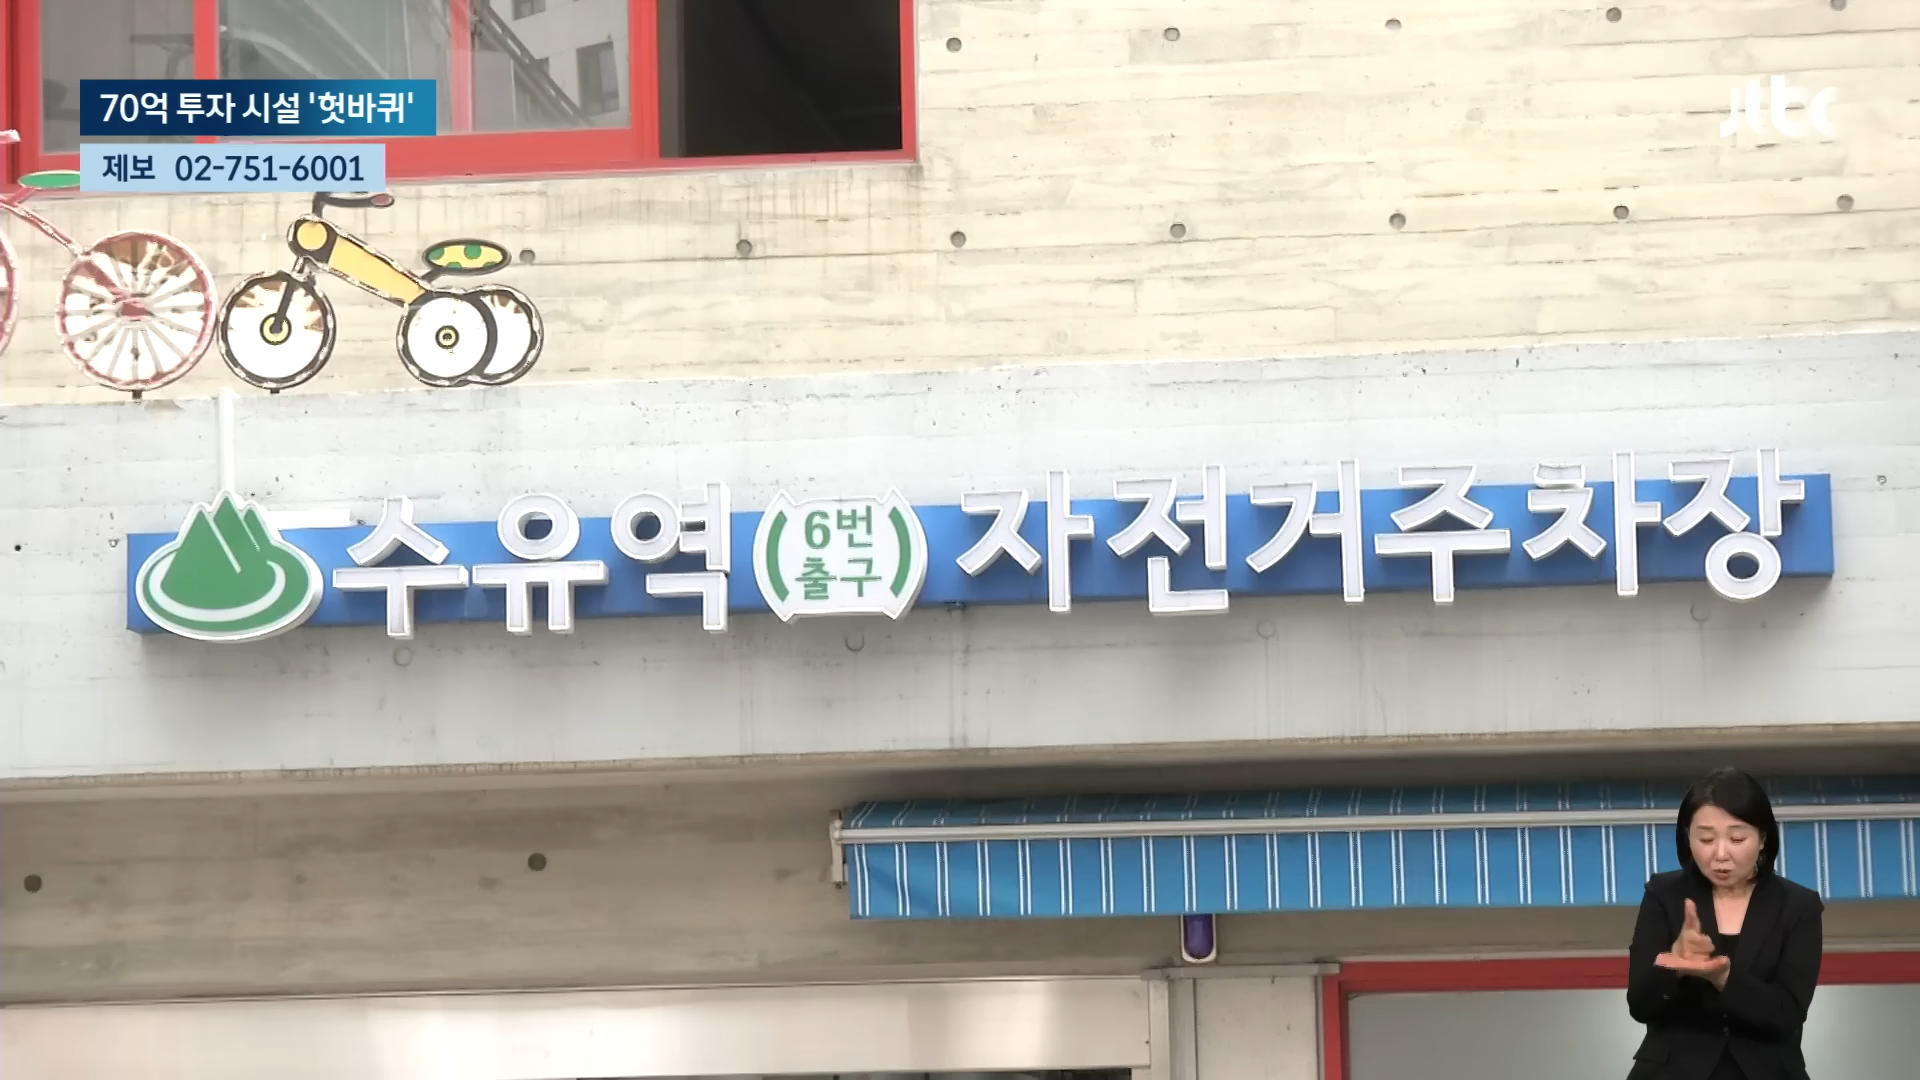 70억 투자 시설 '헛바퀴'
제보 02-751-6001
jtbc
수유역 (6번 출구) 자전거주차장